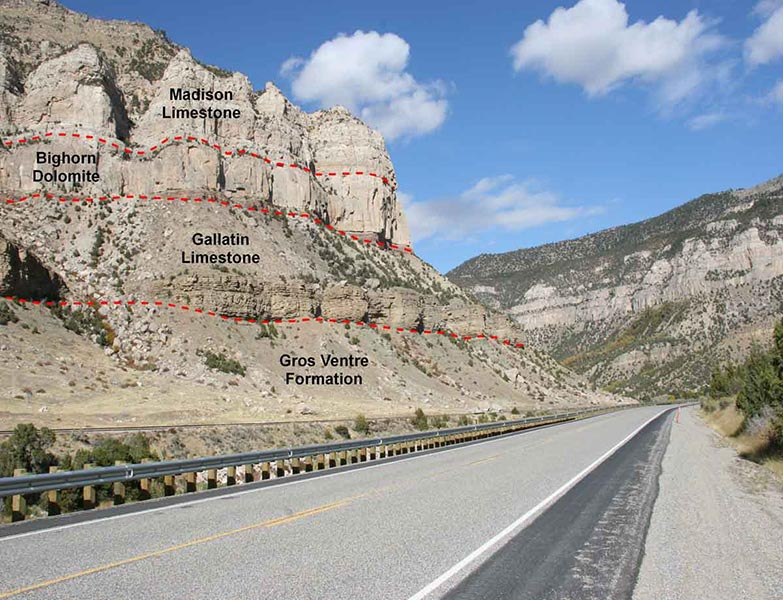 Madison
Limestone
Bighorn
Dolomite
Gallatin
Limestone
Gros Ventre
Formation